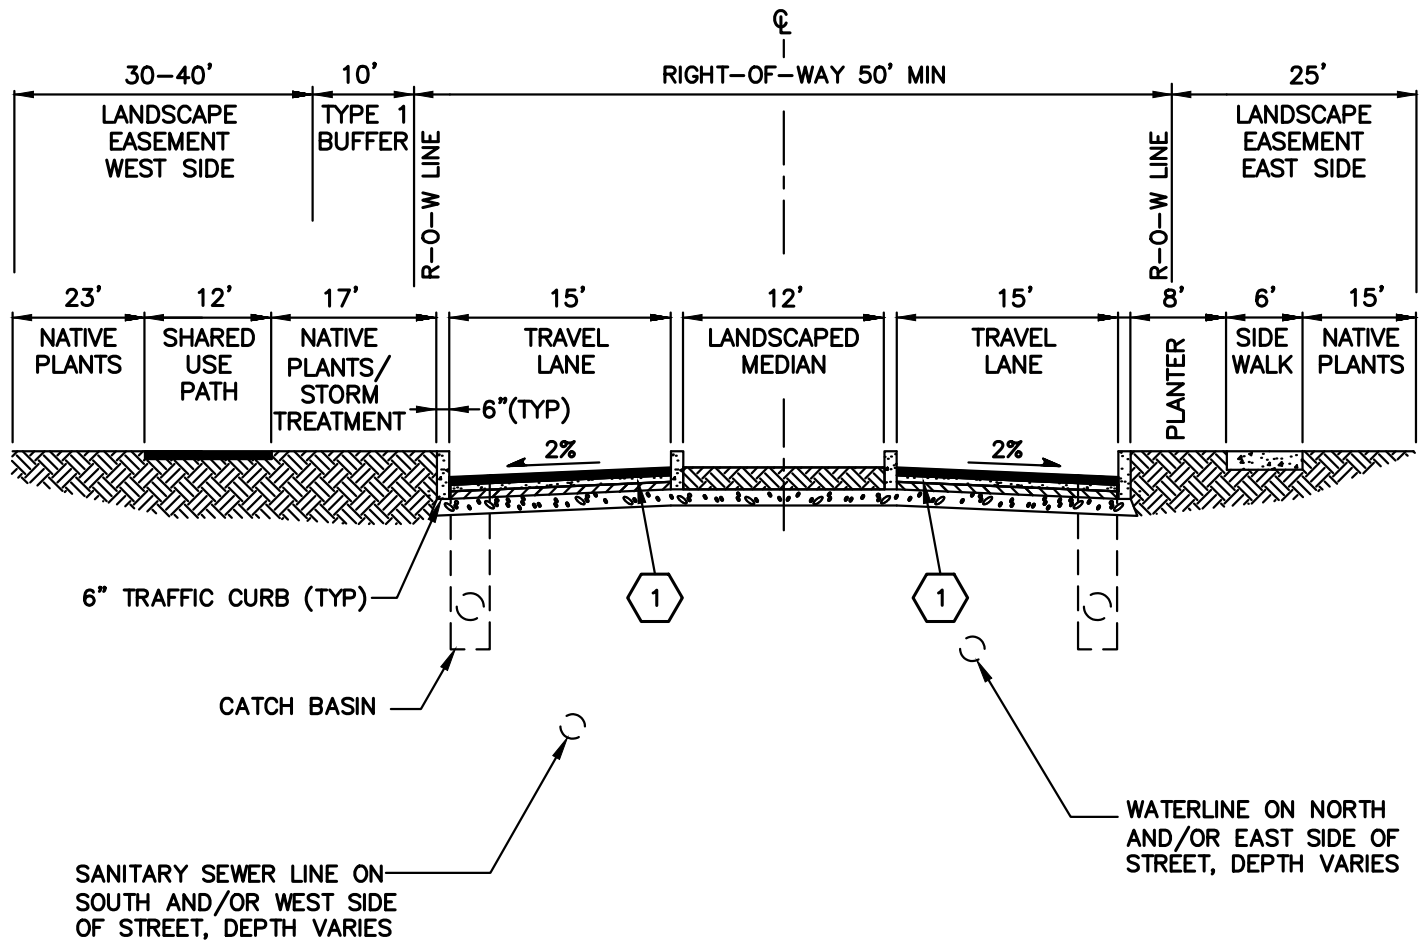 ℄
30-40'
10'
RIGHT-OF-WAY 50' MIN
25'
LANDSCAPE
EASEMENT
WEST SIDE
TYPE 1
BUFFER
R-O-W LINE
R-O-W LINE
LANDSCAPE
EASEMENT
EAST SIDE
23'
12'
17'
15'
12'
15'
8'
6'
15'
NATIVE
PLANTS
SHARED
USE
PATH
NATIVE
PLANTS/
STORM
TREATMENT
TRAVEL
LANE
LANDSCAPED
MEDIAN
TRAVEL
LANE
PLANTER
SIDE
WALK
NATIVE
PLANTS
6"(TYP)
2%
2%
6" TRAFFIC CURB (TYP)
1
1
CATCH BASIN
WATERLINE ON NORTH
AND/OR EAST SIDE OF
STREET, DEPTH VARIES
SANITARY SEWER LINE ON
SOUTH AND/OR WEST SIDE
OF STREET, DEPTH VARIES